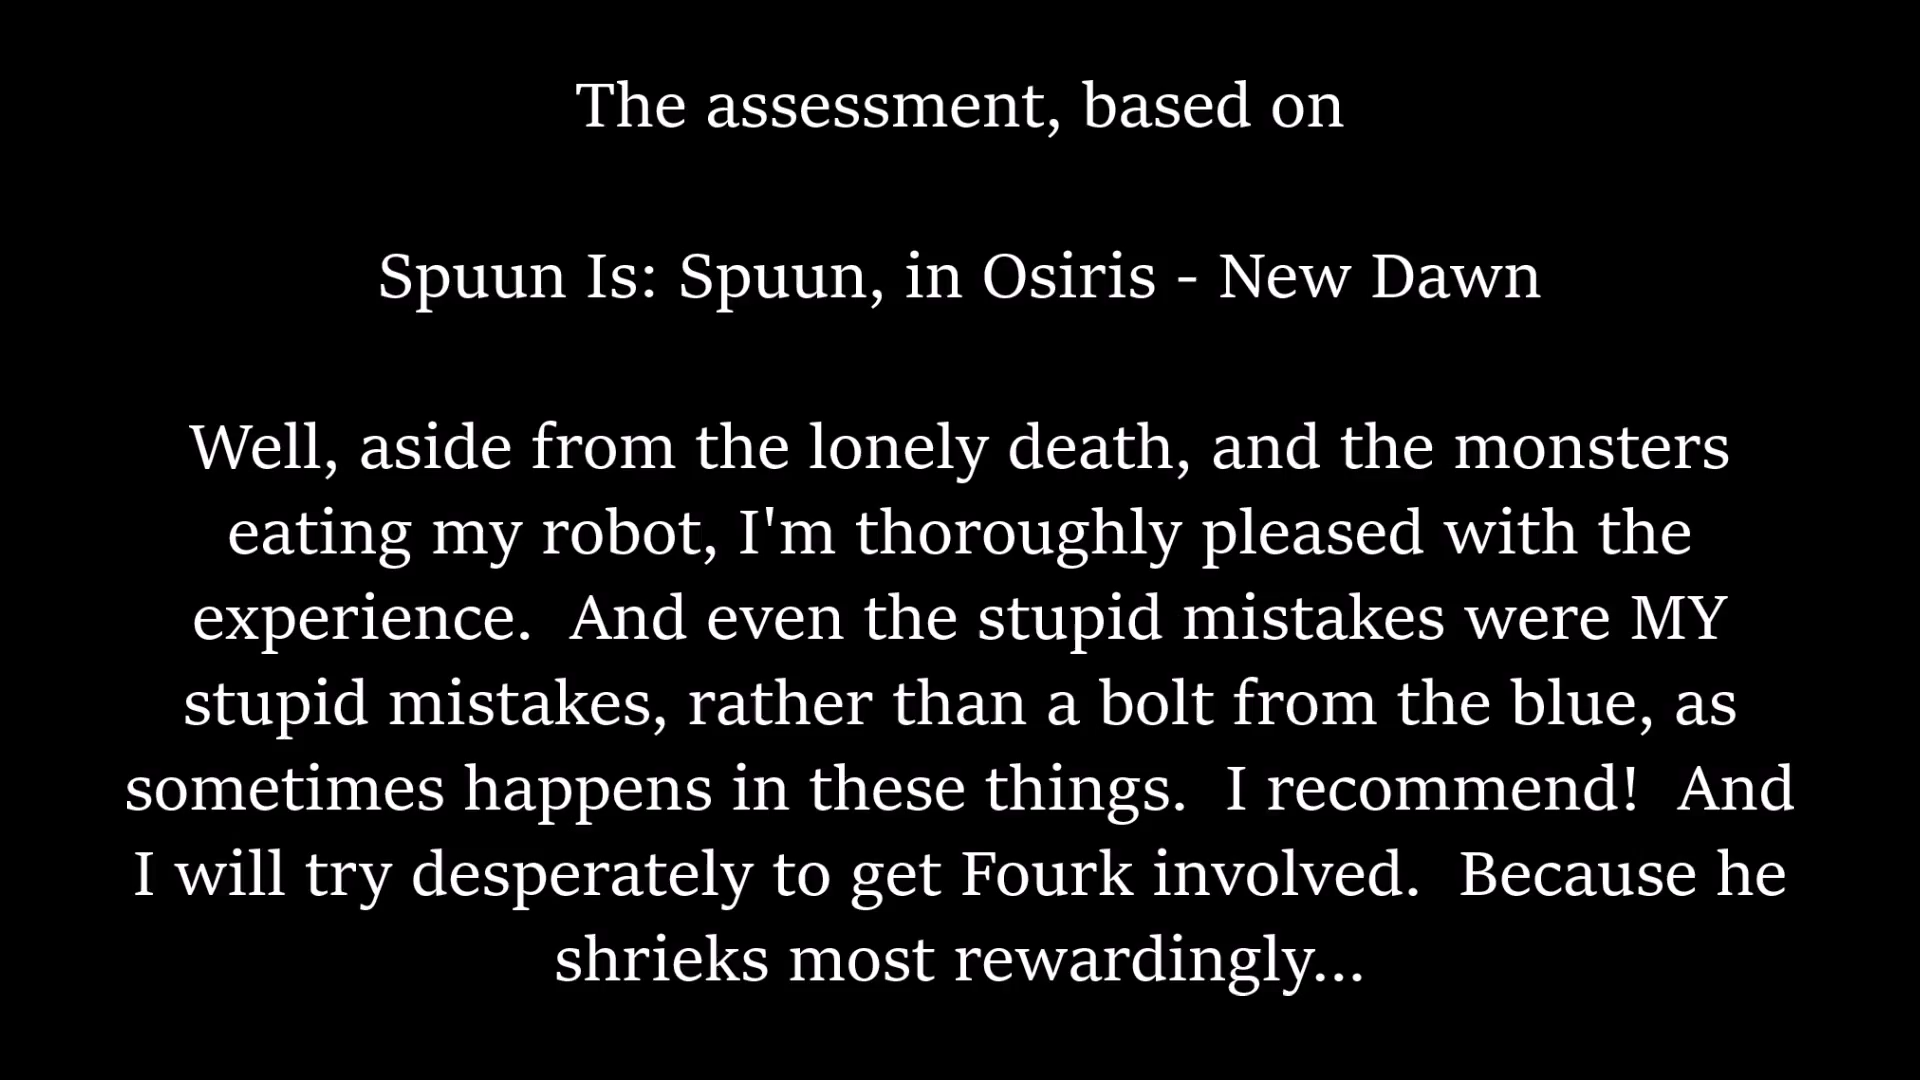 The assessment, based on
Spuun Is: Spuun, in Osiris - New Dawn
Well, aside from the lonely death, and the monsters
eating my robot, I'm thoroughly pleased with the
experience.  And even the stupid mistakes were MY
stupid mistakes, rather than a bolt from the blue, as
sometimes happens in these things.  I recommend!  And
I will try desperately to get Fourk involved.  Because he
shrieks most rewardingly...